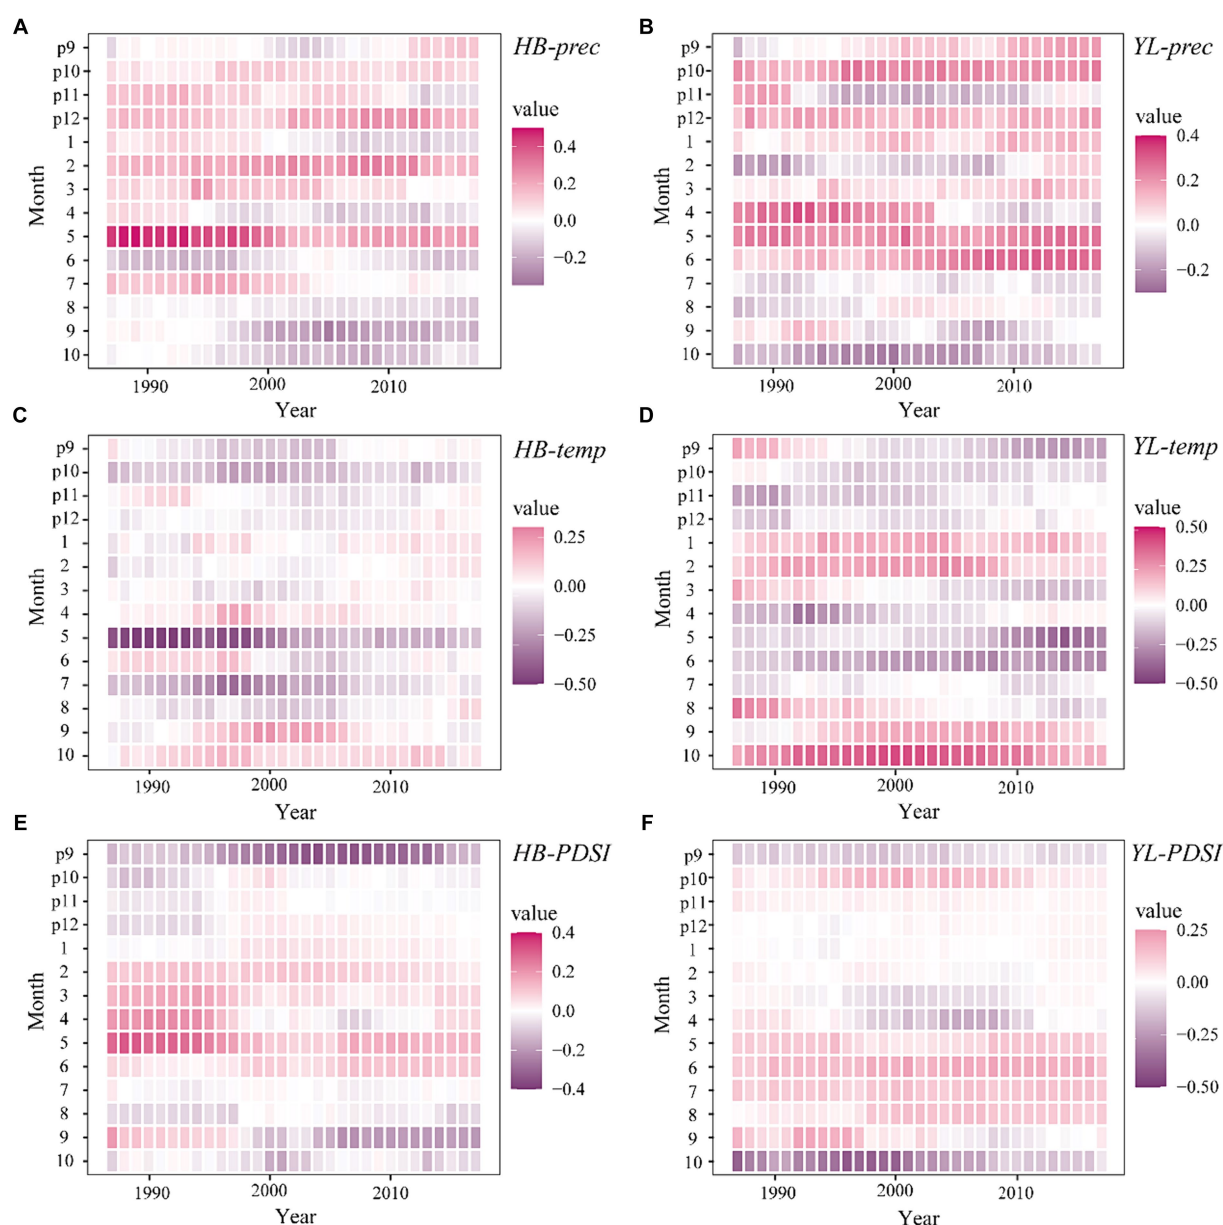 A
HB-prec
p9
p10
p11
p12
1
2
3
4
5
6
7
8
9
10
Month
1990
2000
2010
Year
value
0.4
0.2
0.0
−0.2
B
YL-prec
p9
p10
p11
p12
1
2
3
4
5
6
7
8
9
10
Month
1990
2000
2010
Year
value
0.4
0.2
0.0
−0.2
C
HB-temp
p9
p10
p11
p12
1
2
3
4
5
6
7
8
9
10
Month
1990
2000
2010
Year
value
0.25
0.00
−0.25
−0.50
D
YL-temp
p9
p10
p11
p12
1
2
3
4
5
6
7
8
9
10
Month
1990
2000
2010
Year
value
0.50
0.25
0.00
−0.25
−0.50
E
HB-PDSI
p9
p10
p11
p12
1
2
3
4
5
6
7
8
9
10
Month
1990
2000
2010
Year
value
0.4
0.2
0.0
−0.2
−0.4
F
YL-PDSI
p9
p10
p11
p12
1
2
3
4
5
6
7
8
9
10
Month
1990
2000
2010
Year
value
0.25
0.00
−0.25
−0.50